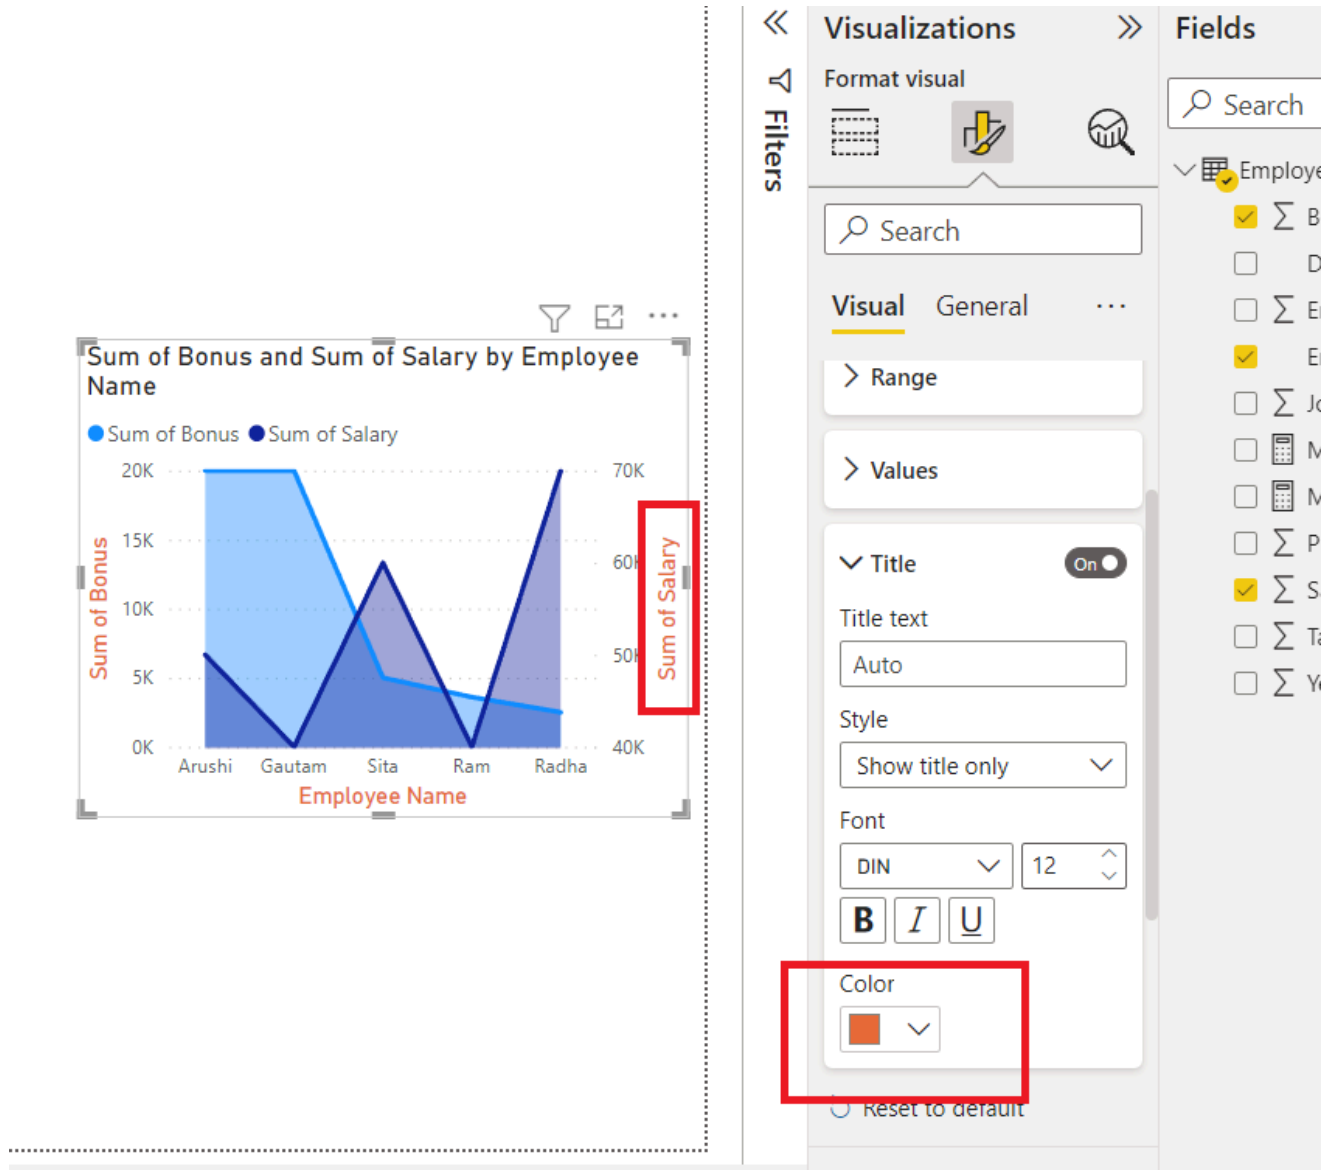 Visualizations
Fields
Format visual
Search
Filters
Search
Visual General ...
Range
Values
Title On
Title text
Auto
Style
Show title only
Font
DIN 12
B I U
Color
Reset to default
Sum of Bonus and Sum of Salary by Employee
Name
Sum of Bonus Sum of Salary
20K 70K
15K 60K
10K
50K
5K
0K 40K
Sum of Bonus
Sum of Salary
Arushi Gautam Sita Ram Radha
Employee Name
Employe
B
D
E
E
J
M
M
P
S
T
Y